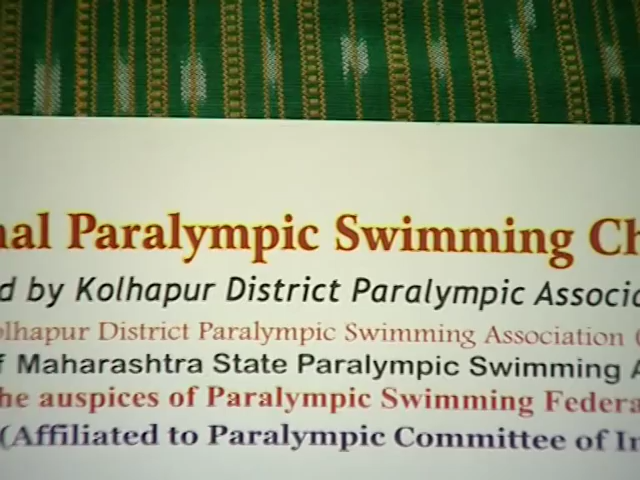 nal Paralympic Swimming Ch
d by Kolhapur District Paralympic Associa
olhapur District Paralympic Swimming Association (
f Maharashtra State Paralympic Swimming A
he auspices of Paralympic Swimming Federa
(Affiliated to Paralympic Committee of In